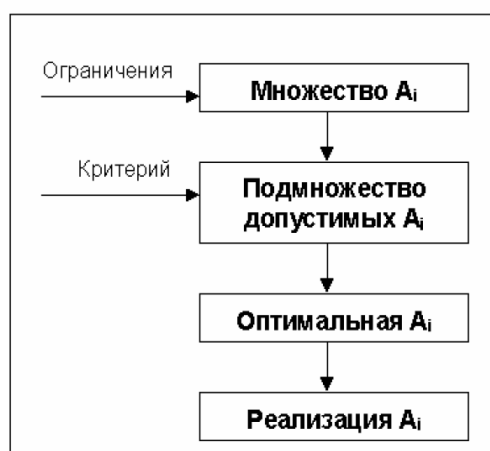 Ограничения
Множество Ai
Критерий
Подмножество
допустимых Ai
Оптимальная Ai
Реализация Ai